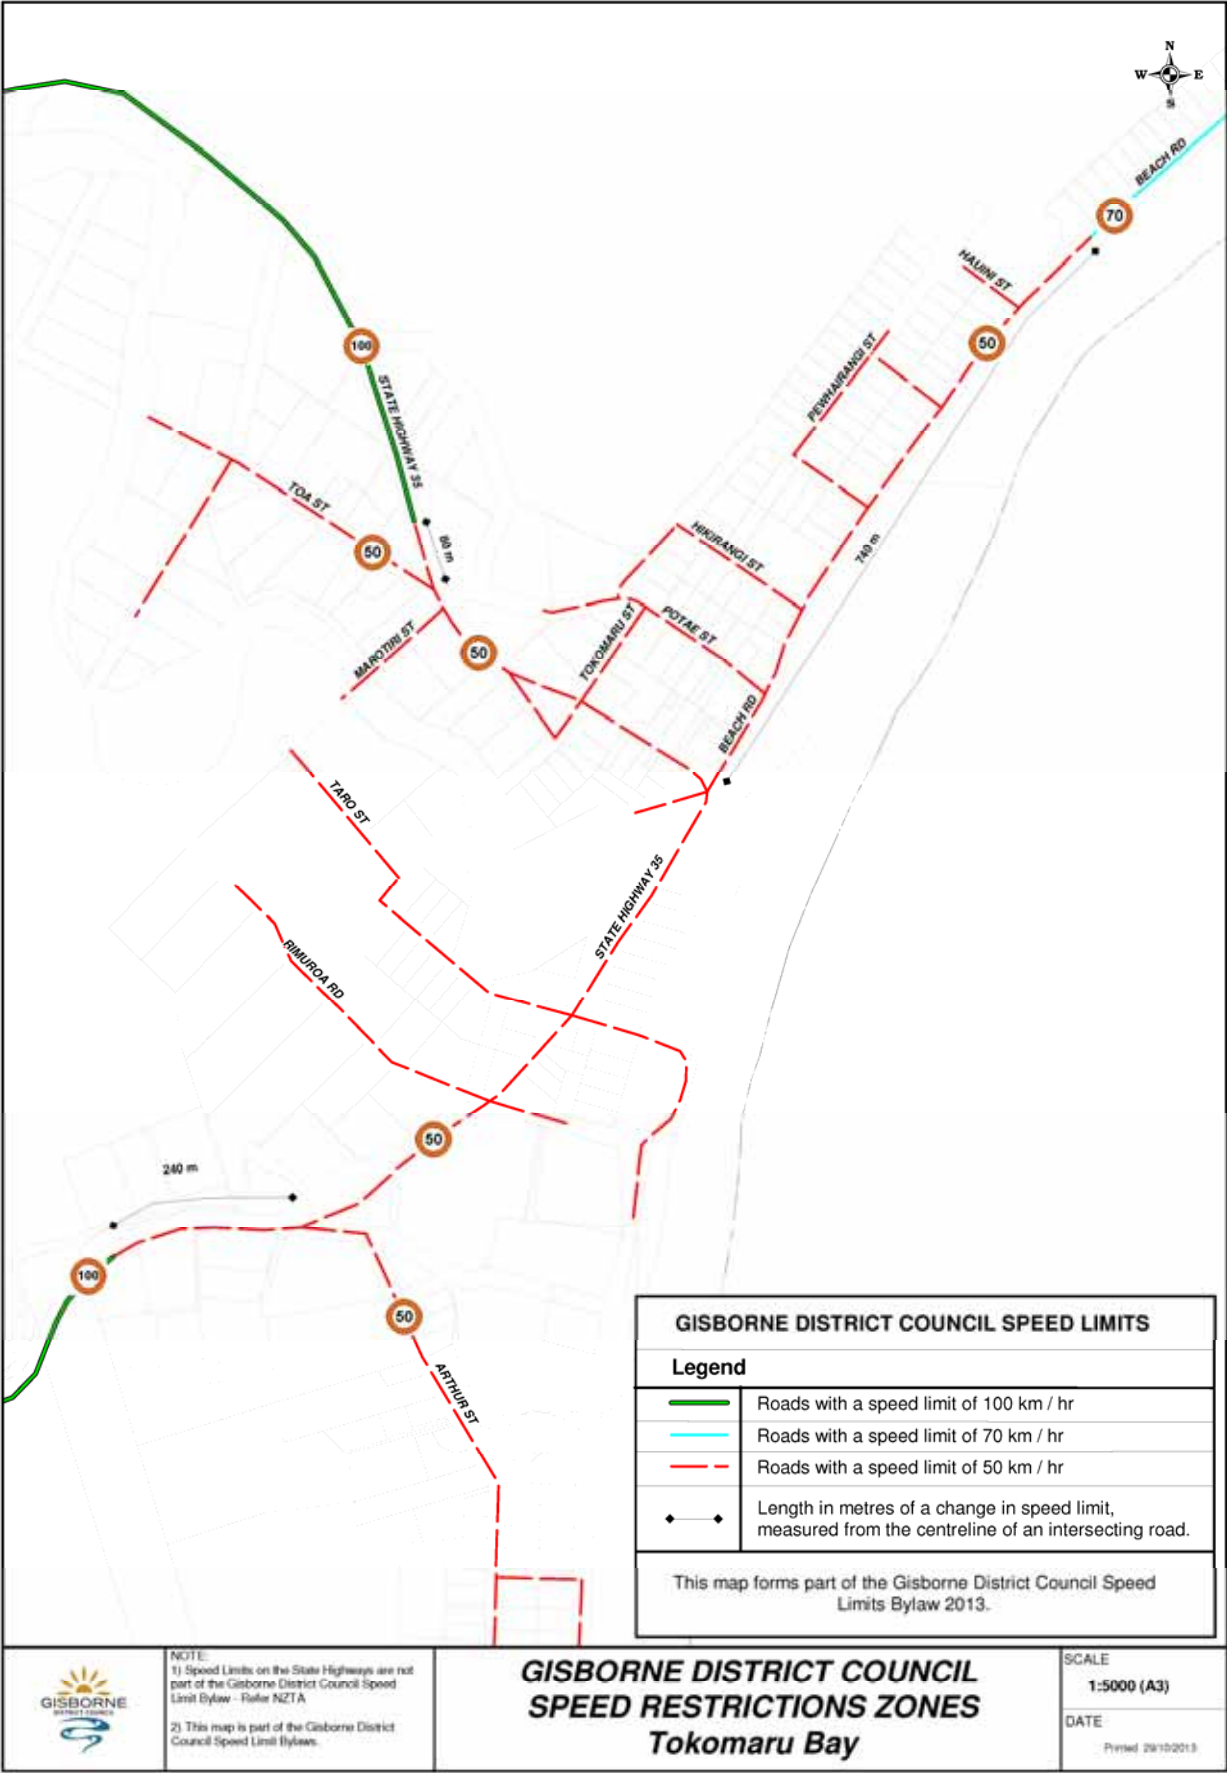 N
W E
S
BEACH RD
70
HAUINI ST
50
100
PEWHAIRANGI ST
STATE HIGHWAY 35
TOA ST
80 m
50
HIKIRANGI ST
740 m
MAROTIRI ST
50
TOKOMARU ST
POTAE ST
BEACH RD
TARO ST
STATE HIGHWAY 35
RIMUROA RD
50
240 m
100
50
ARTHUR ST
GISBORNE DISTRICT COUNCIL SPEED LIMITS
Legend
Roads with a speed limit of 100 km / hr
Roads with a speed limit of 70 km / hr
Roads with a speed limit of 50 km / hr
Length in metres of a change in speed limit,
measured from the centreline of an intersecting road.
This map forms part of the Gisborne District Council Speed
Limits Bylaw 2013.
GISBORNE
DISTRICT COUNCIL
NOTE:
1) Speed Limits on the State Highways are not
part of the Gisborne District Council Speed
Limit Bylaw - Refer NZTA
2) This map is part of the Gisborne District
Council Speed Limit Bylaws.
GISBORNE DISTRICT COUNCIL
SPEED RESTRICTIONS ZONES
Tokomaru Bay
SCALE
1:5000 (A3)
DATE
Printed 29/10/2013